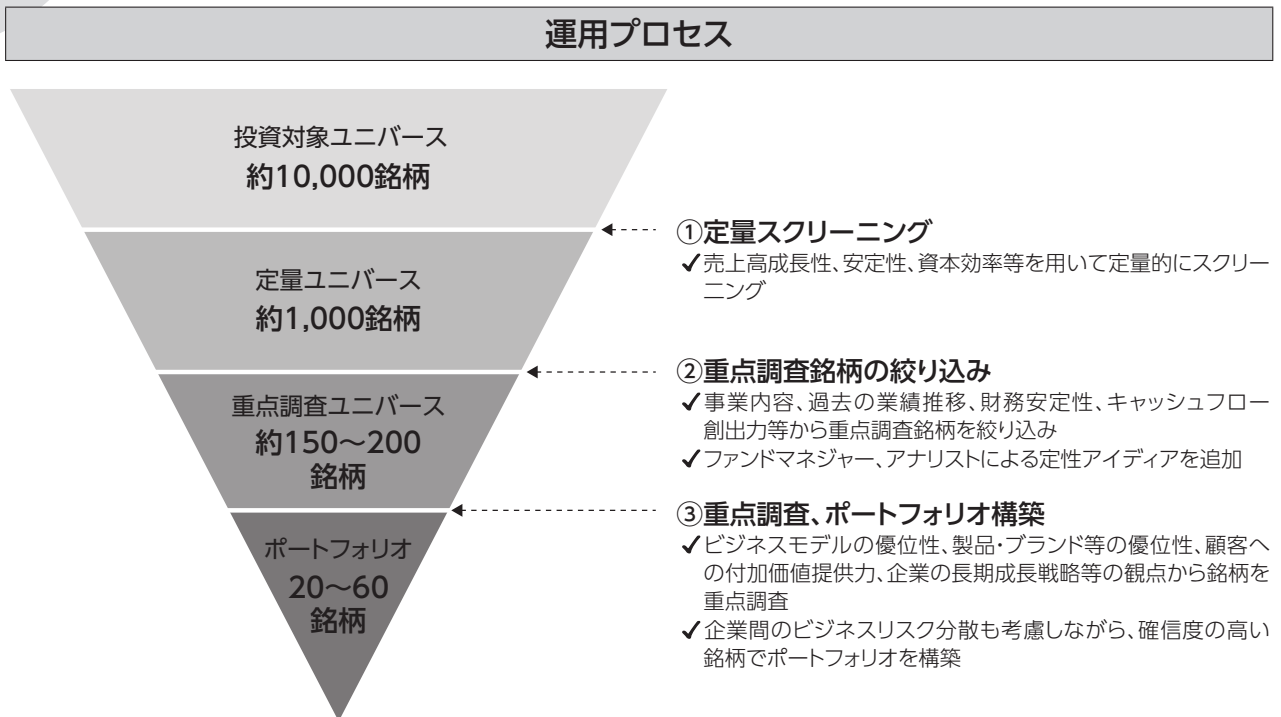 運用プロセス
投資対象ユニバース
約10,000銘柄
定量ユニバース
約1,000銘柄
重点調査ユニバース
約150〜200
銘柄
ポートフォリオ
20〜60
銘柄
①定量スクリーニング
✓売上高成長性、安定性、資本効率等を用いて定量的にスクリー
ニング
②重点調査銘柄の絞り込み
✓事業内容、過去の業績推移、財務安定性、キャッシュフロー
創出力等から重点調査銘柄を絞り込み
✓ファンドマネジャー、アナリストによる定性アイディアを追加
③重点調査、ポートフォリオ構築
✓ビジネスモデルの優位性、製品・ブランド等の優位性、顧客へ
の付加価値提供力、企業の長期成長戦略等の観点から銘柄を
重点調査
✓企業間のビジネスリスク分散も考慮しながら、確信度の高い
銘柄でポートフォリオを構築